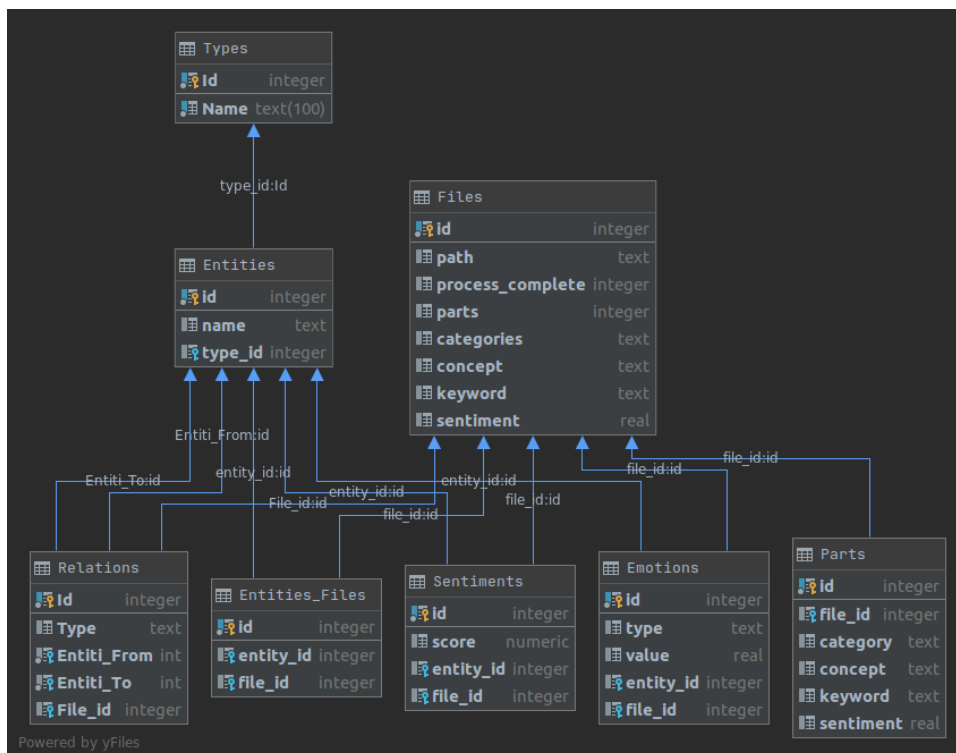 Types
Id integer
Name text(100)
type_id:Id
Files
id integer
path text
process_complete integer
parts integer
categories text
concept text
keyword text
sentiment real
Entities
id integer
name text
type_id integer
Entiti_From:id
Entiti_To:id
entity_id:id
entity_id:id
entity_id:id
File_id:id
file_id:id
file_id:id
file_id:id
file_id:id
Relations
Id integer
Type text
Entiti_From int
Entiti_To int
File_id integer
Entities_Files
id integer
entity_id integer
file_id integer
Sentiments
id integer
score numeric
entity_id integer
file_id integer
Emotions
id integer
type text
value real
entity_id integer
file_id integer
Parts
id integer
file_id integer
category text
concept text
keyword text
sentiment real
Powered by yFiles